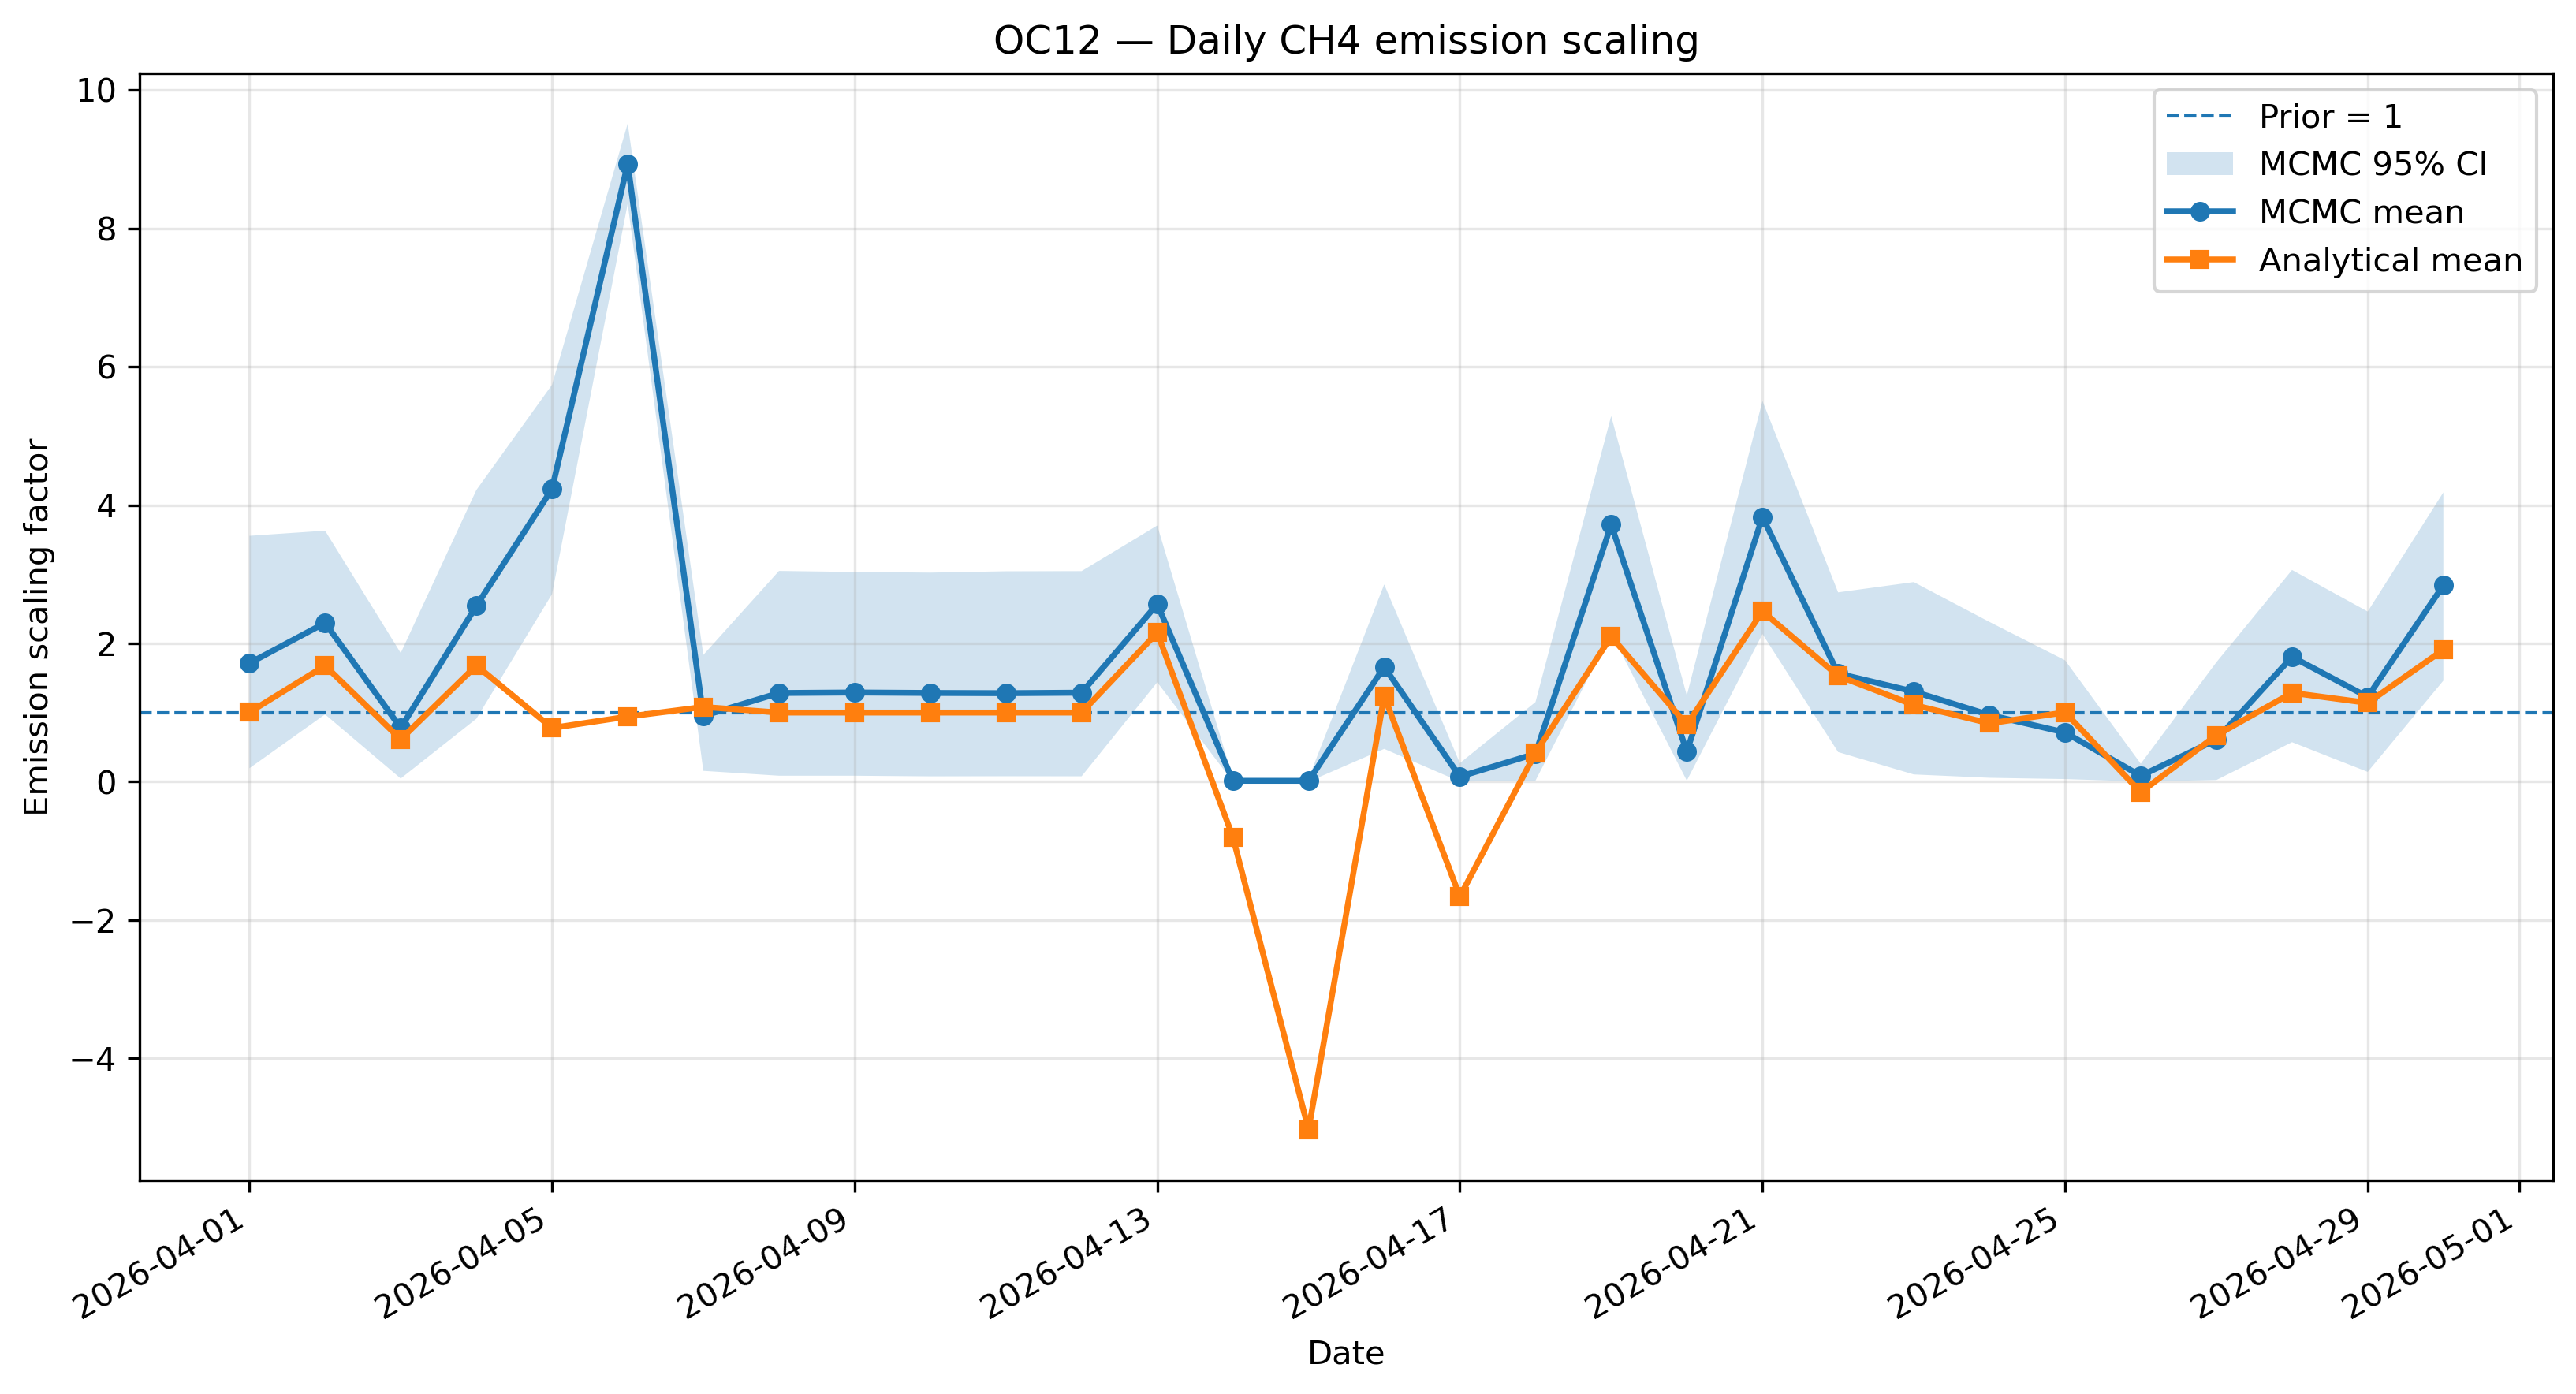 OC12 — Daily CH4 emission scaling
Prior = 1
MCMC 95% CI
MCMC mean
Analytical mean
Emission scaling factor
10
8
6
4
2
0
−2
−4
2026-04-01
2026-04-05
2026-04-09
2026-04-13
2026-04-17
2026-04-21
2026-04-25
2026-04-29
2026-05-01
Date